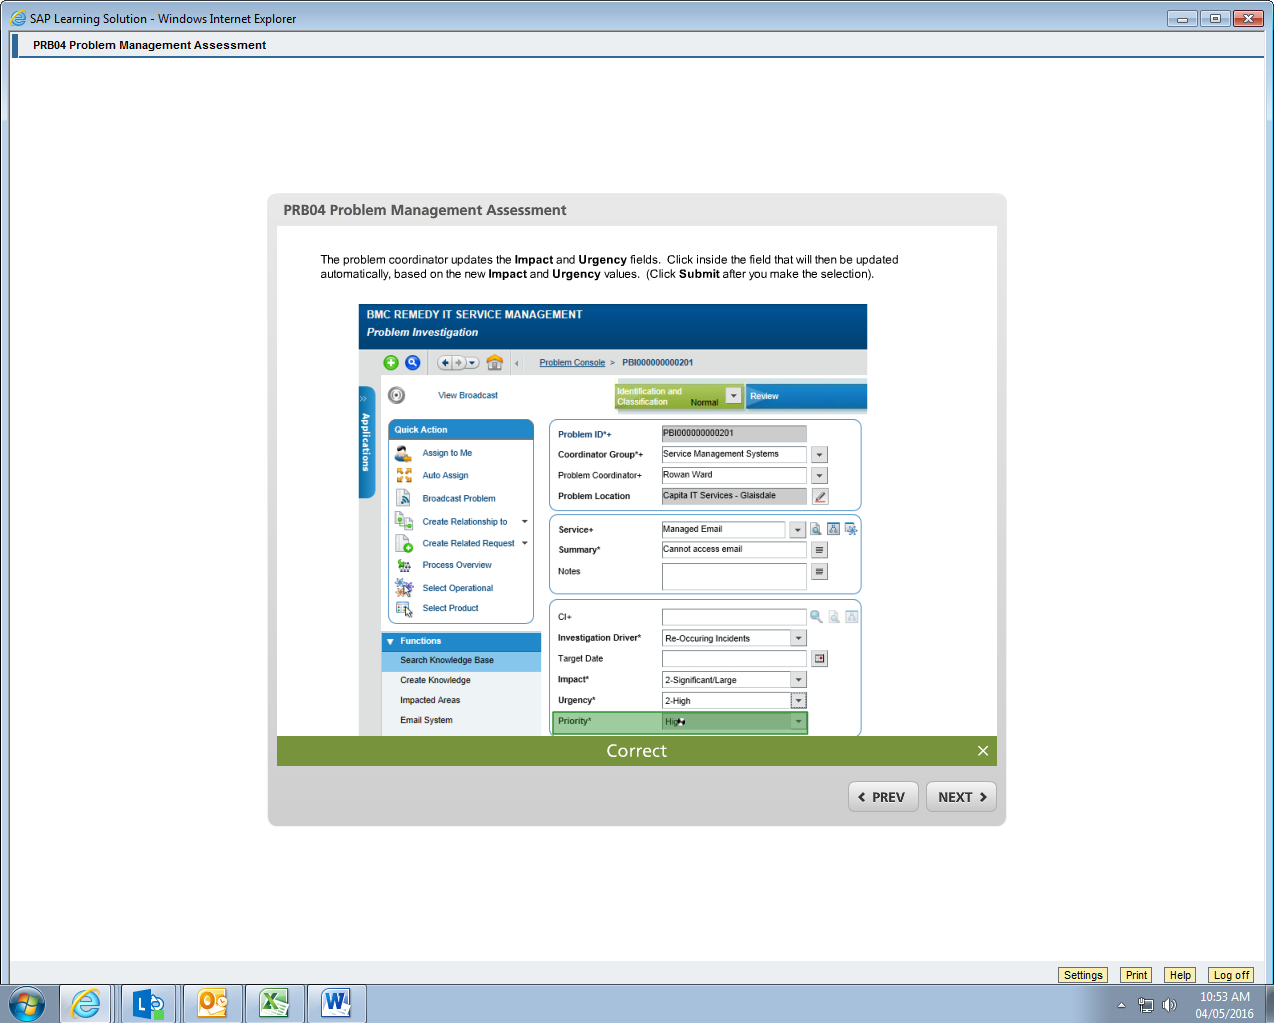 SAP Learning Solution - Windows Internet Explorer
PRB04 Problem Management Assessment
PRB04 Problem Management Assessment
The problem coordinator updates the Impact and Urgency fields. Click inside the field that will then be updated
automatically, based on the new Impact and Urgency values. (Click Submit after you make the selection).
BMC REMEDY IT SERVICE MANAGEMENT
Problem Investigation
Problem Console > PBI000000000201
View Broadcast
Identification and
Classification Normal
Review
Applications
Quick Action
Assign to Me
Auto Assign
Broadcast Problem
Create Relationship to
Create Related Request
Process Overview
Select Operational
Select Product
Functions
Search Knowledge Base
Create Knowledge
Impacted Areas
Email System
Problem ID*+ PBI000000000201
Coordinator Group*+ Service Management Systems
Problem Coordinator+ Rowan Ward
Problem Location Capita IT Services - Glaisdale
Service+ Managed Email
Summary* Cannot access email
Notes
CI+
Investigation Driver* Re-Occuring Incidents
Target Date
Impact* 2-Significant/Large
Urgency* 2-High
Priority* High
Correct
PREV
NEXT
Settings Print Help Log off
10:53 AM
04/05/2016